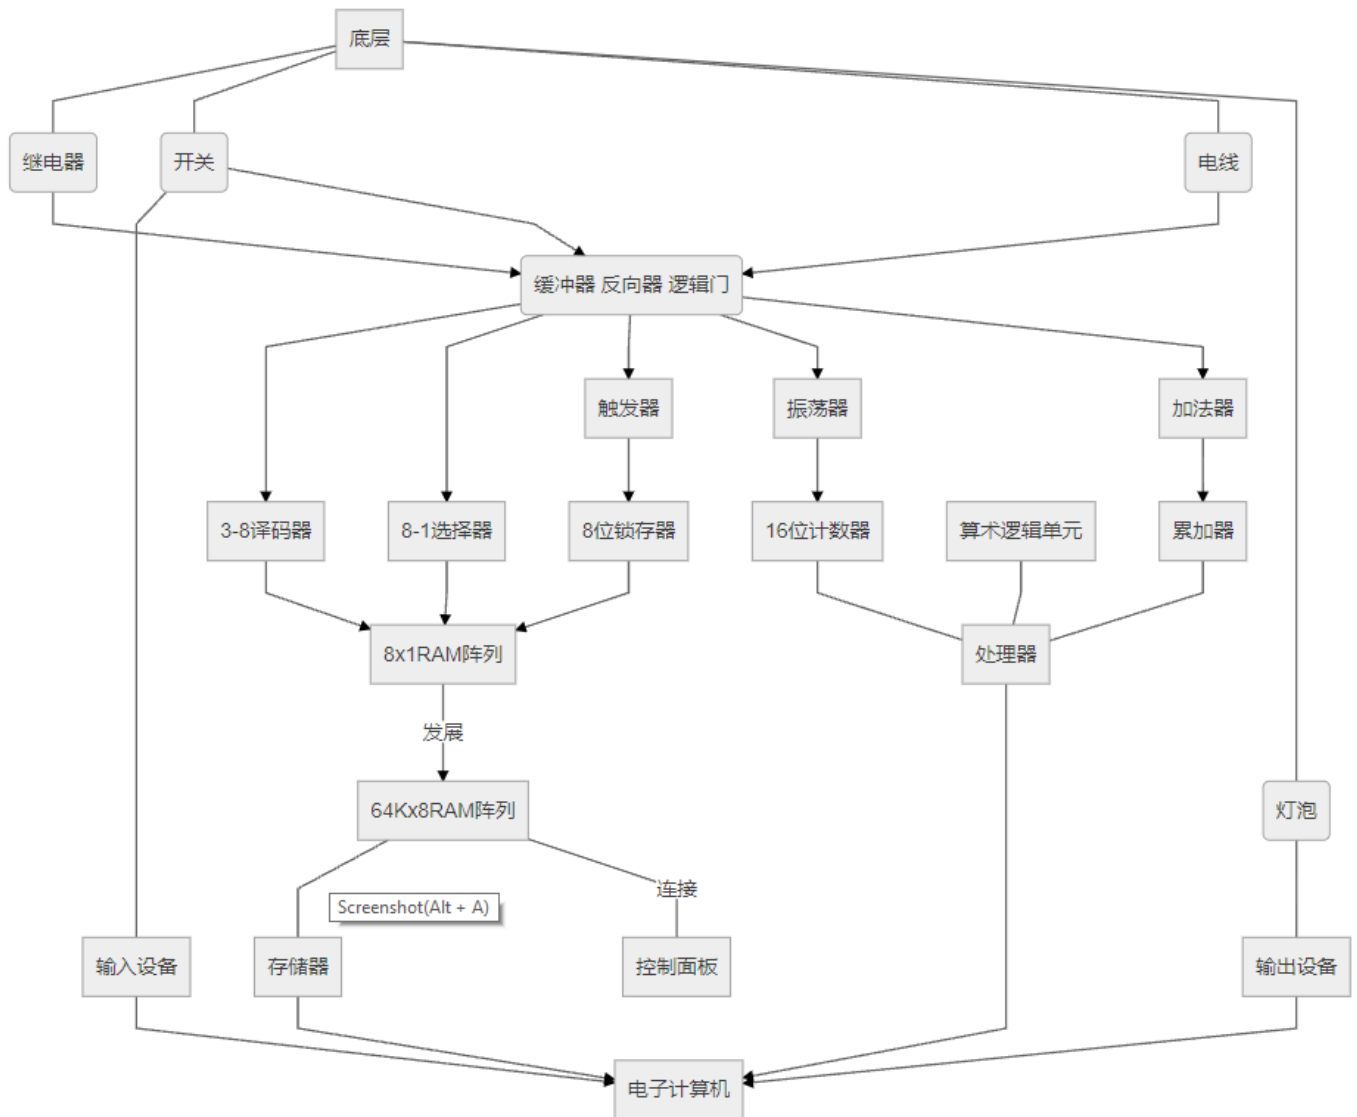 底层
继电器
开关
电线
缓冲器 反向器 逻辑门
触发器
振荡器
加法器
3-8译码器
8-1选择器
8位锁存器
16位计数器
算术逻辑单元
累加器
8x1RAM阵列
处理器
发展
64Kx8RAM阵列
灯泡
连接
Screenshot(Alt + A)
输入设备
存储器
控制面板
输出设备
电子计算机